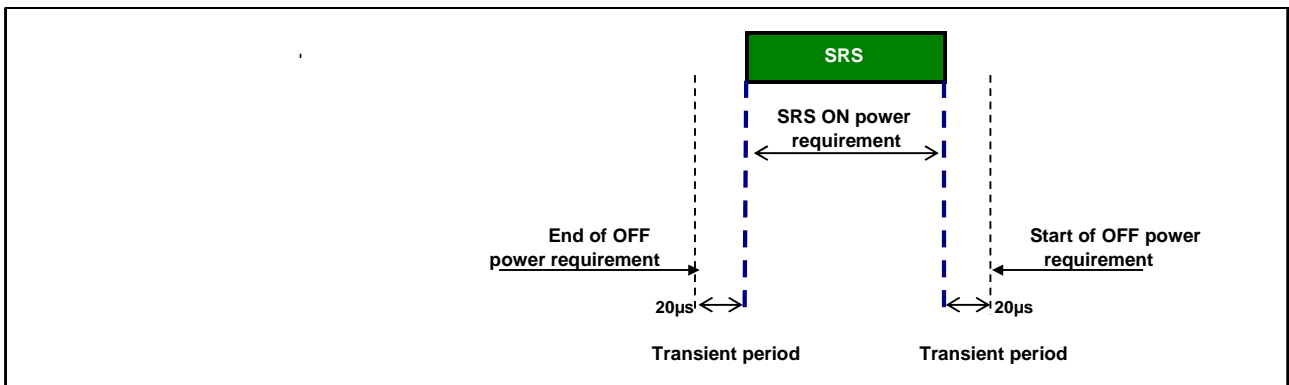 SRS
SRS ON power
requirement
End of OFF
power requirement
Start of OFF power
requirement
20µs
20µs
Transient period
Transient period